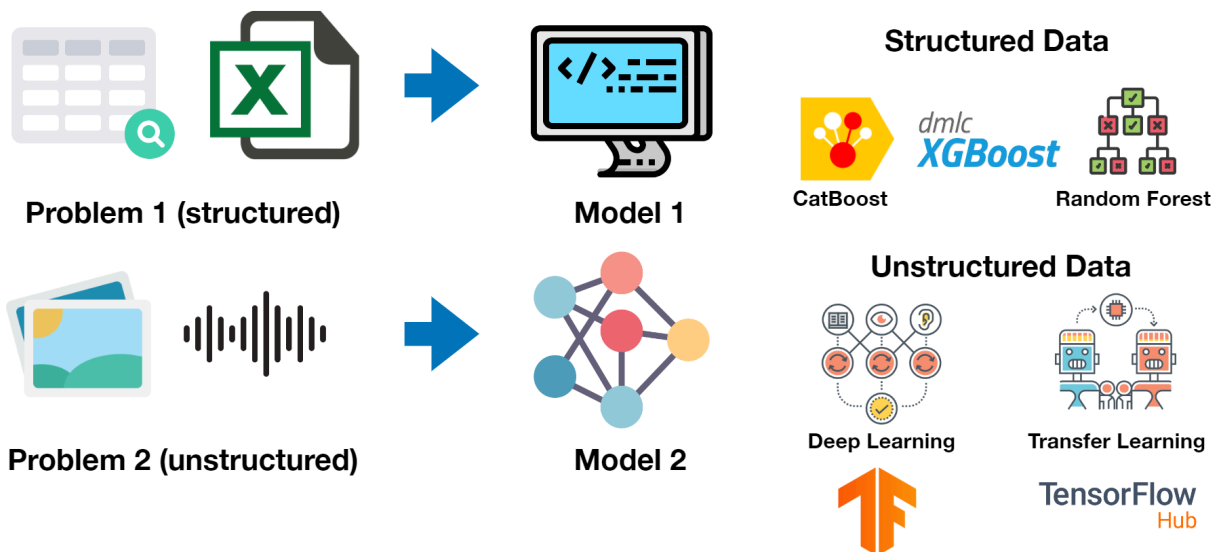 X
</>
Problem 1 (structured)
Model 1
Structured Data
dmlc
XGBoost
CatBoost
Random Forest
Problem 2 (unstructured)
Model 2
Unstructured Data
Deep Learning
Transfer Learning
TensorFlow
Hub